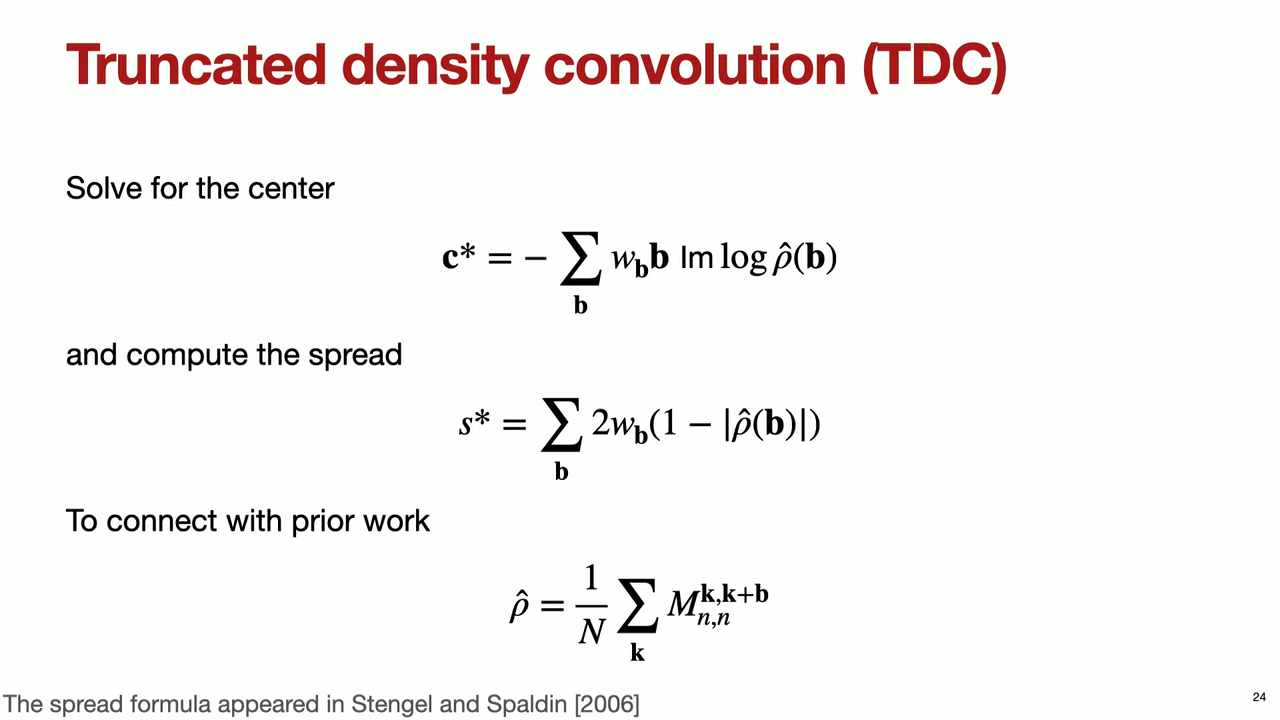 Truncated density convolution (TDC)
Solve for the center
c* = − ∑_b w_b b Im log ρ̂(b)
and compute the spread
s* = ∑_b 2w_b(1 − |ρ̂(b)|)
To connect with prior work
ρ̂ = 1/N ∑_k M_{n,n}^{k,k+b}
The spread formula appeared in Stengel and Spaldin [2006]
24